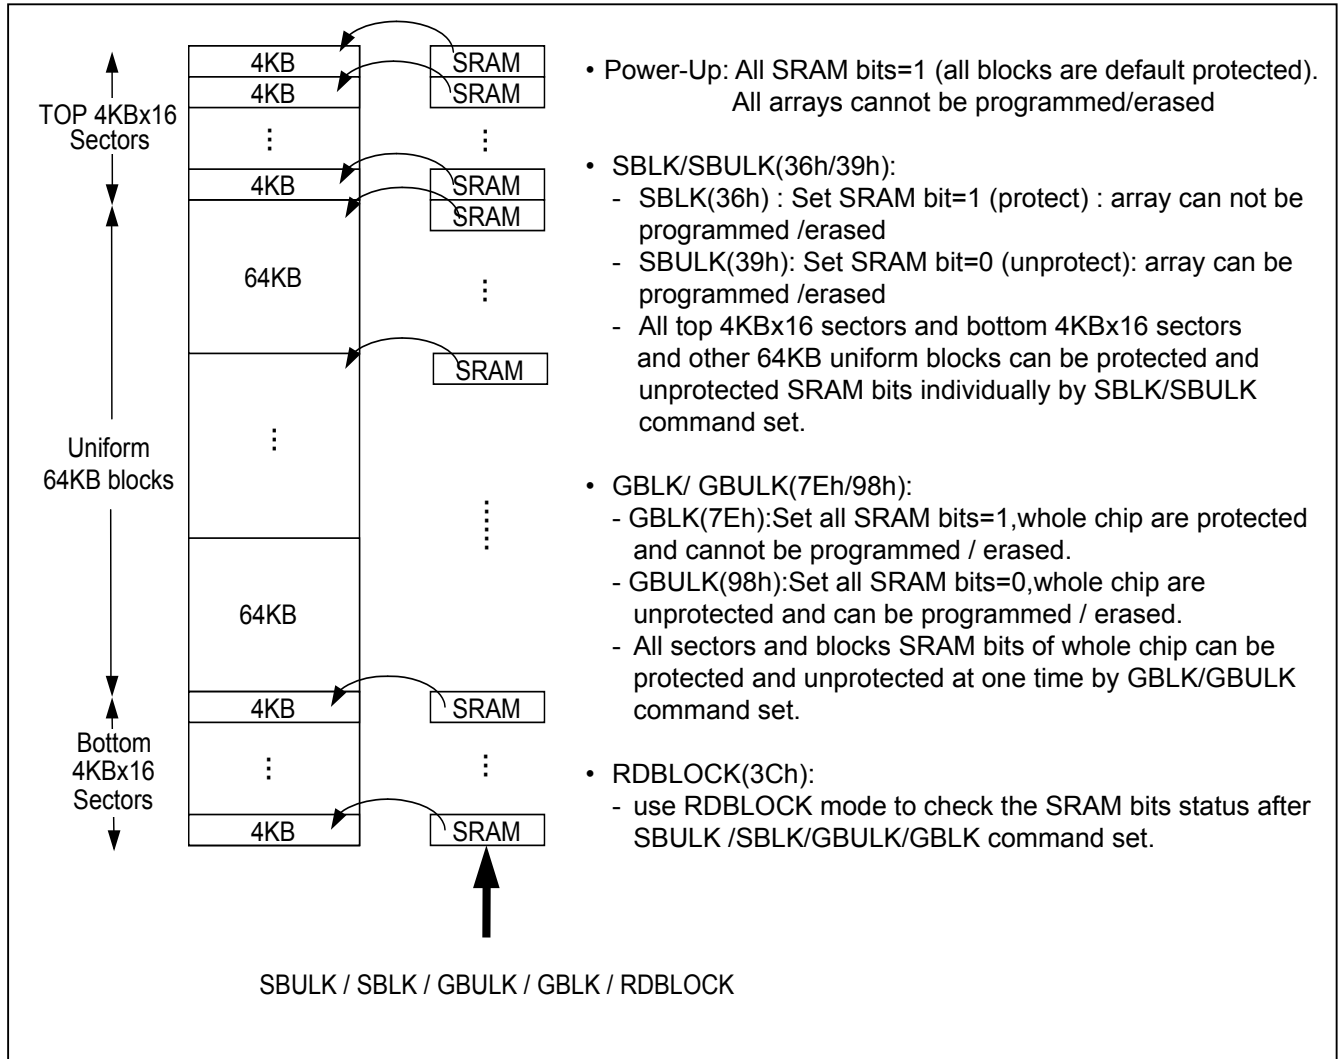 4KB SRAM
4KB SRAM
TOP 4KBx16
Sectors
⋮ ⋮
4KB SRAM
SRAM
64KB
⋮
SRAM
Uniform
64KB blocks
⋮
64KB
4KB SRAM
Bottom
4KBx16
Sectors
⋮ ⋮
4KB SRAM
SBULK / SBLK / GBULK / GBLK / RDBLOCK
• Power-Up: All SRAM bits=1 (all blocks are default protected).
All arrays cannot be programmed/erased
• SBLK/SBULK(36h/39h):
- SBLK(36h) : Set SRAM bit=1 (protect) : array can not be
programmed /erased
- SBULK(39h): Set SRAM bit=0 (unprotect): array can be
programmed /erased
- All top 4KBx16 sectors and bottom 4KBx16 sectors
and other 64KB uniform blocks can be protected and
unprotected SRAM bits individually by SBLK/SBULK
command set.
• GBLK/ GBULK(7Eh/98h):
- GBLK(7Eh):Set all SRAM bits=1,whole chip are protected
and cannot be programmed / erased.
- GBULK(98h):Set all SRAM bits=0,whole chip are
unprotected and can be programmed / erased.
- All sectors and blocks SRAM bits of whole chip can be
protected and unprotected at one time by GBLK/GBULK
command set.
• RDBLOCK(3Ch):
- use RDBLOCK mode to check the SRAM bits status after
SBULK /SBLK/GBULK/GBLK command set.